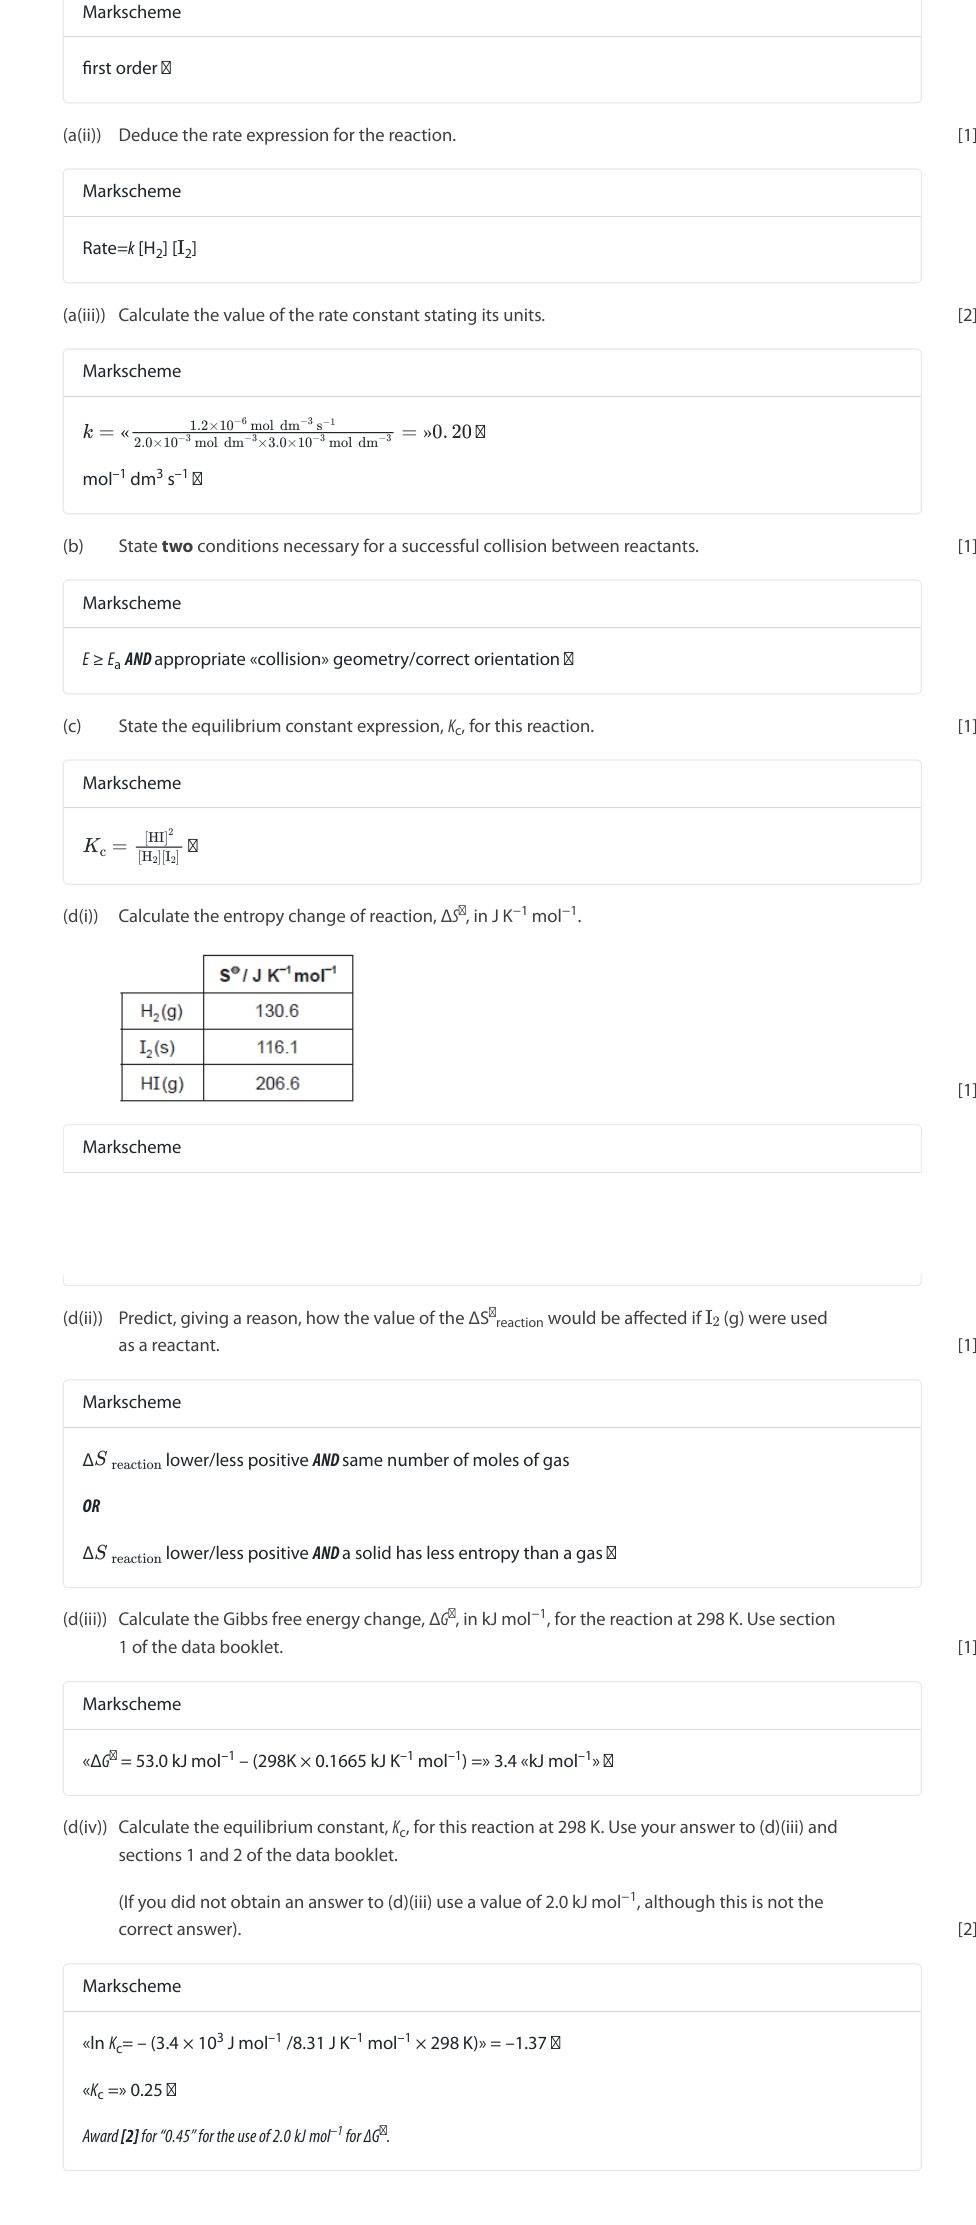 Markscheme
first order ⍰
(a(ii)) Deduce the rate expression for the reaction. [1]
Markscheme
Rate=k [H₂] [I₂]
(a(iii)) Calculate the value of the rate constant stating its units. [2]
Markscheme
k = « 1.2×10⁻⁶ mol dm⁻³ s⁻¹ / 2.0×10⁻³ mol dm⁻³×3.0×10⁻³ mol dm⁻³ = »0.20 ⍰
mol⁻¹ dm³ s⁻¹ ⍰
(b) State two conditions necessary for a successful collision between reactants. [1]
Markscheme
E ≥ Eₐ AND appropriate «collision» geometry/correct orientation ⍰
(c) State the equilibrium constant expression, Kc, for this reaction. [1]
Markscheme
Kc = [HI]² / [H₂][I₂] ⍰
(d(i)) Calculate the entropy change of reaction, ΔS⍰, in J K⁻¹ mol⁻¹.
S⦵ / J K⁻¹ mol⁻¹
H₂(g) 130.6
I₂(s) 116.1
HI(g) 206.6
[1]
Markscheme
(d(ii)) Predict, giving a reason, how the value of the ΔS⍰reaction would be affected if I₂ (g) were used
as a reactant. [1]
Markscheme
ΔS reaction lower/less positive AND same number of moles of gas
OR
ΔS reaction lower/less positive AND a solid has less entropy than a gas ⍰
(d(iii)) Calculate the Gibbs free energy change, ΔG⍰, in kJ mol⁻¹, for the reaction at 298 K. Use section
1 of the data booklet. [1]
Markscheme
«ΔG⍰ = 53.0 kJ mol⁻¹ – (298K × 0.1665 kJ K⁻¹ mol⁻¹) =» 3.4 «kJ mol⁻¹» ⍰
(d(iv)) Calculate the equilibrium constant, Kc, for this reaction at 298 K. Use your answer to (d)(iii) and
sections 1 and 2 of the data booklet.
(If you did not obtain an answer to (d)(iii) use a value of 2.0 kJ mol⁻¹, although this is not the
correct answer). [2]
Markscheme
«ln Kc= – (3.4 × 10³ J mol⁻¹ /8.31 J K⁻¹ mol⁻¹ × 298 K)» = –1.37 ⍰
«Kc =» 0.25 ⍰
Award [2] for “0.45” for the use of 2.0 kJ mol⁻¹ for ΔG⍰.